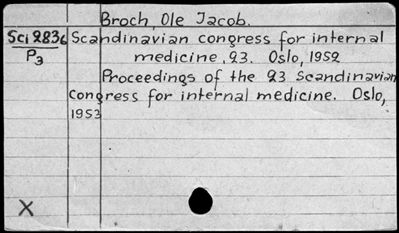 Broch, Ole Jacob.
Sci 2836 Scandinavian congress for internal
P3 medicine, 23. Oslo, 1952
Proceedings of the 23 Scandinavian
congress for internal medicine. Oslo,
1953
X